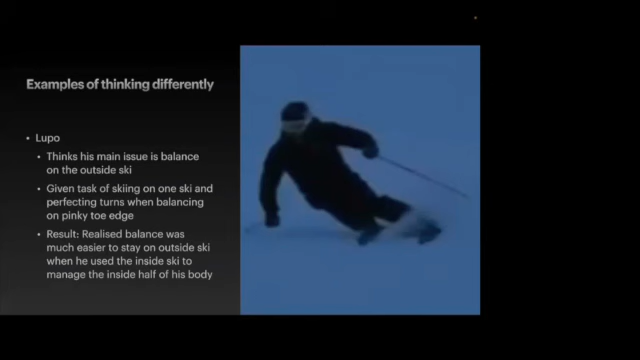 Examples of thinking differently
• Lupo
• Thinks his main issue is balance
on the outside ski
• Given task of skiing on one ski and
perfecting turns when balancing
on pinky toe edge
• Result: Realised balance was
much easier to stay on outside ski
when he used the inside ski to
manage the inside half of his body